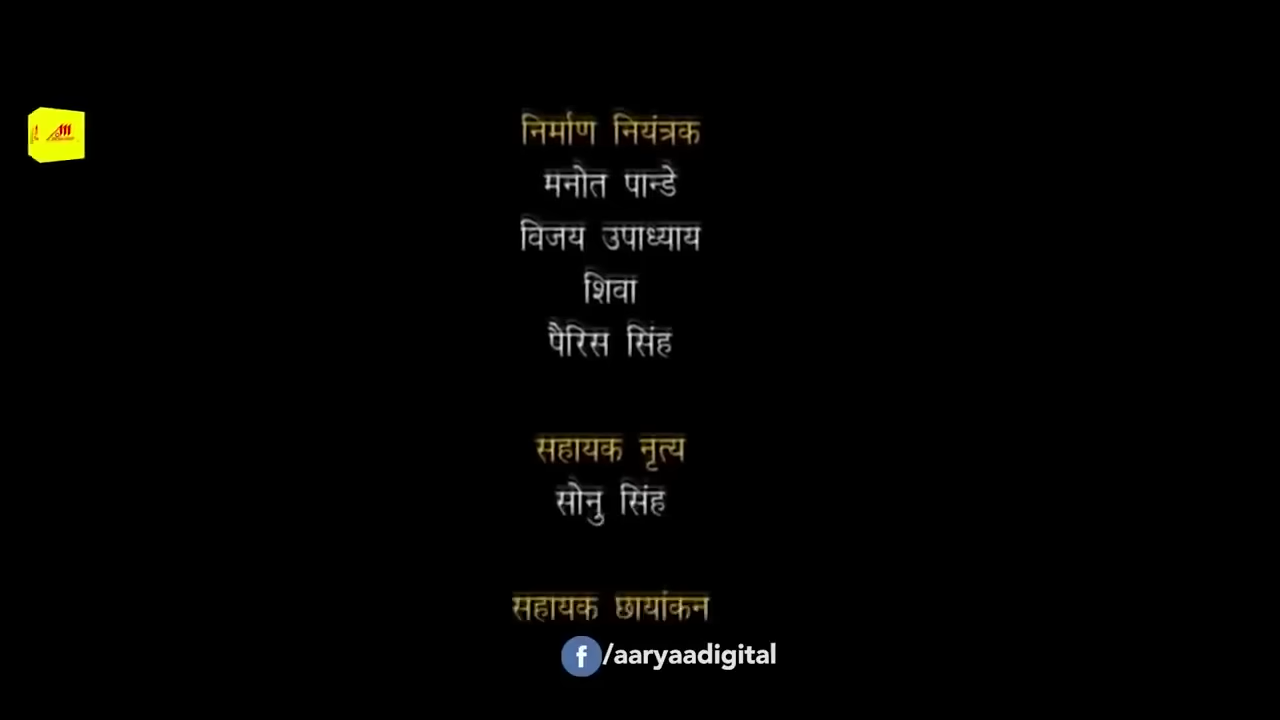 निर्माण नियंत्रक
मनोत पान्डे
विजय उपाध्याय
शिवा
पैरिस सिंह
सहायक नृत्य
सोनु सिंह
सहायक छायांकन
f/aaryaadigital